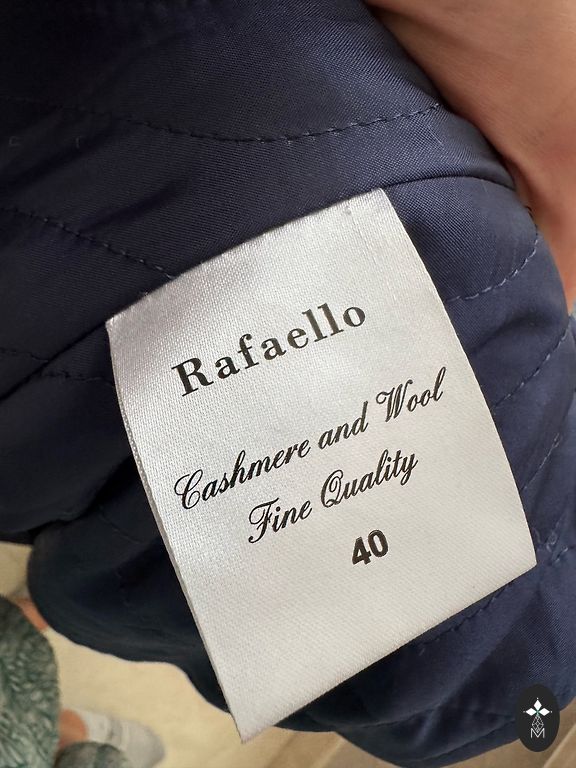 Rafaello
Cashmere and Wool
Fine Quality
40